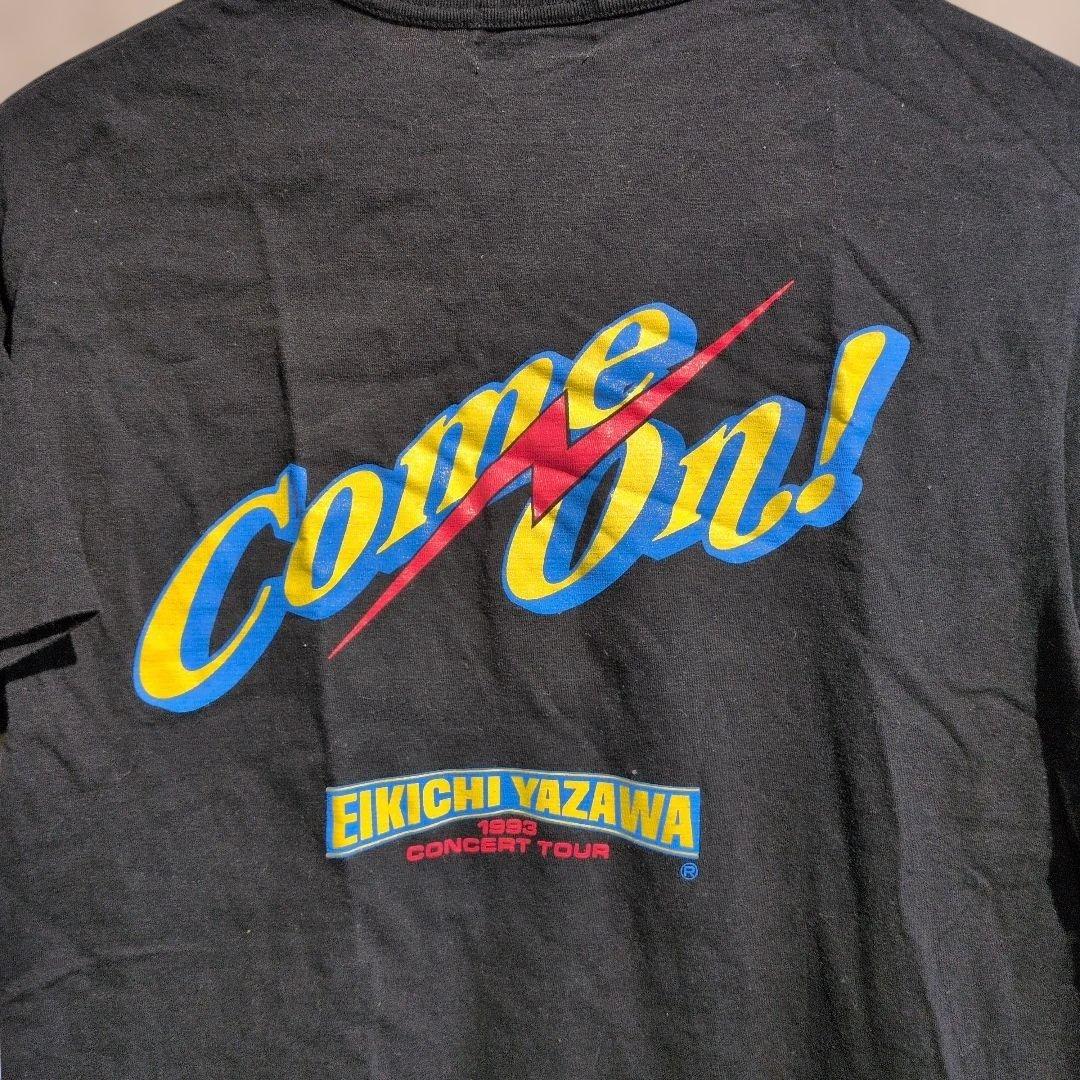 Come
On!
EIKICHI YAZAWA
1993
CONCERT TOUR
®